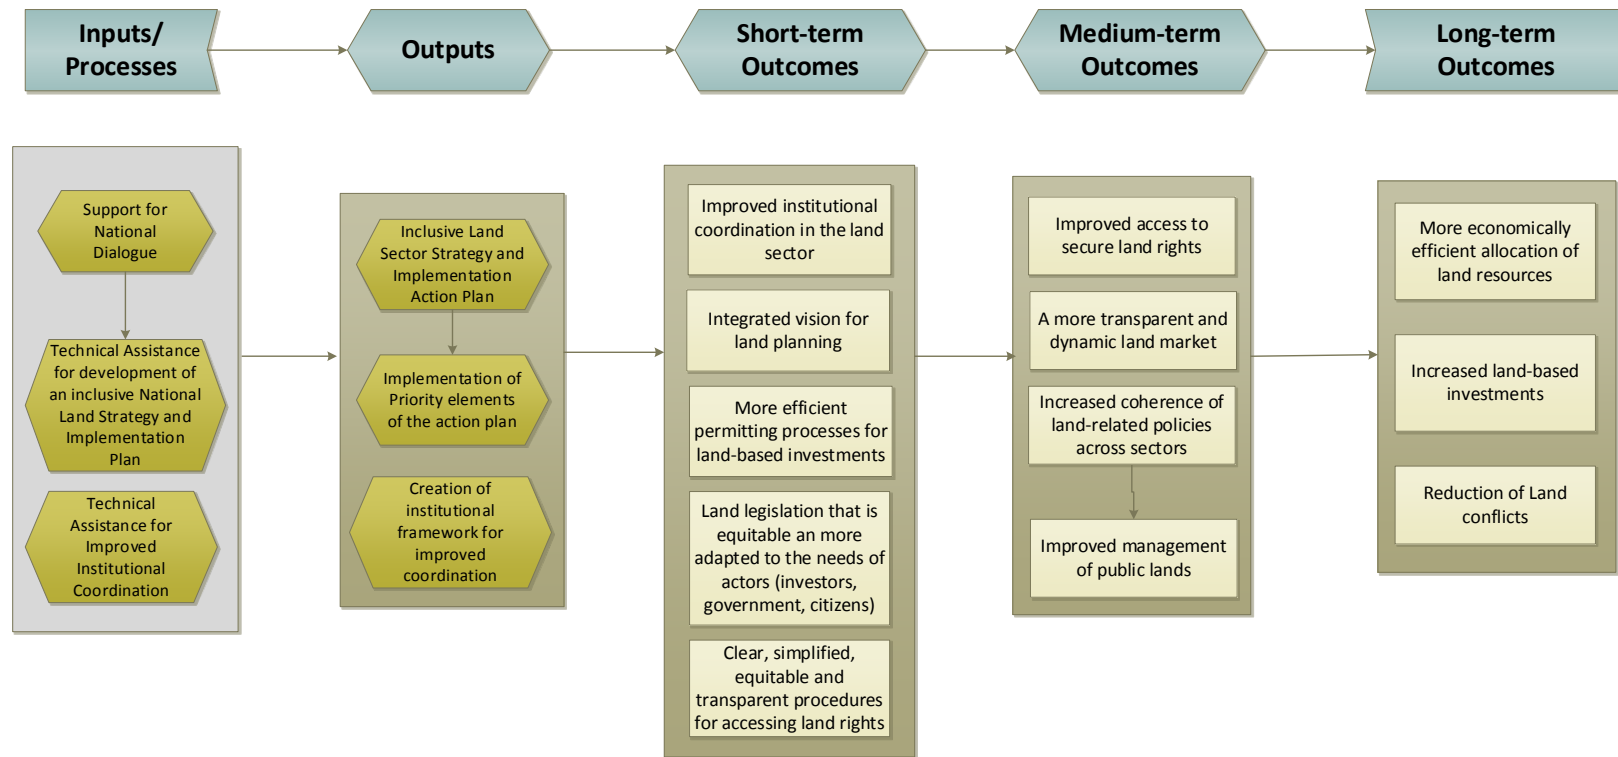 Inputs/
Processes
Outputs
Short-term
Outcomes
Medium-term
Outcomes
Long-term
Outcomes
Support for
National
Dialogue
Technical Assistance
for development of
an inclusive National
Land Strategy and
Implementation
Plan
Technical
Assistance for
Improved
Institutional
Coordination
Inclusive Land
Sector Strategy and
Implementation
Action Plan
Implementation of
Priority elements
of the action plan
Creation of
institutional
framework for
improved
coordination
Improved institutional
coordination in the land
sector
Integrated vision for
land planning
More efficient
permitting processes for
land-based investments
Land legislation that is
equitable an more
adapted to the needs of
actors (investors,
government, citizens)
Clear, simplified,
equitable and
transparent procedures
for accessing land rights
Improved access to
secure land rights
A more transparent and
dynamic land market
Increased coherence of
land-related policies
across sectors
Improved management
of public lands
More economically
efficient allocation of
land resources
Increased land-based
investments
Reduction of Land
conflicts